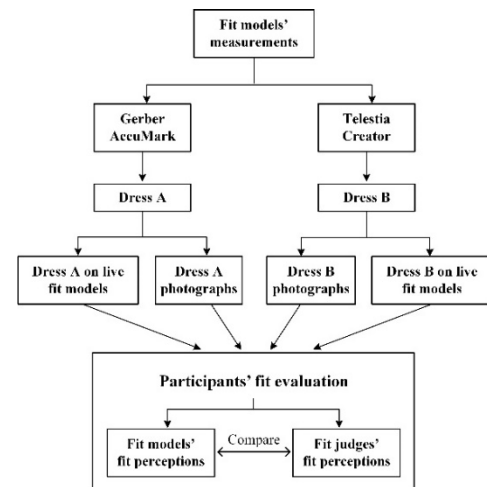 Fit models'
measurements
Gerber
AccuMark
Telestia
Creator
Dress A
Dress B
Dress A on live
fit models
Dress A
photographs
Dress B
photographs
Dress B on live
fit models
Participants' fit evaluation
Fit models'
fit perceptions
Compare
Fit judges'
fit perceptions